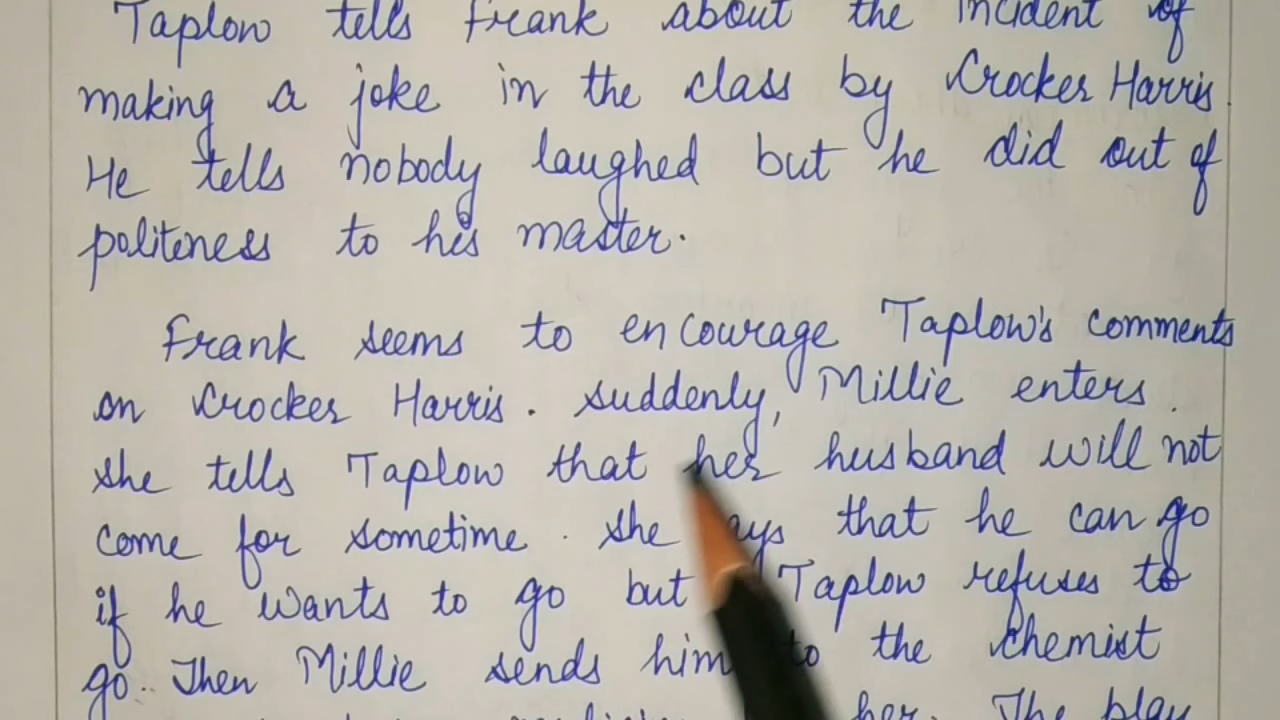 Taplow tells Frank about the incident of
making a joke in the class by Crocker Harris.
He tells nobody laughed but he did out of
politeness to his master.
Frank seems to encourage Taplow's comments
on Crocker Harris. Suddenly, Millie enters.
She tells Taplow that her husband will not
come for sometime. She that he can go
if he wants to go but Taplow refuses to
go. Then Millie sends him to the chemist
her. The play